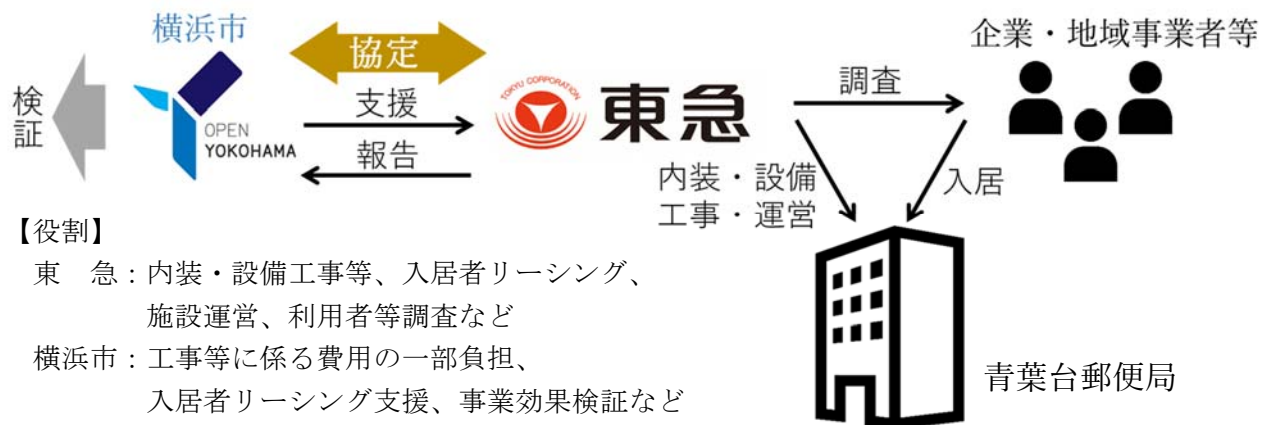 横浜市
協定
企業・地域事業者等
検証
OPEN
YOKOHAMA
支援
報告
TOKYU CORPORATION
東急
調査
内装・設備
工事・運営
入居
【役割】
東　急：内装・設備工事等、入居者リーシング、
施設運営、利用者等調査など
横浜市：工事等に係る費用の一部負担、
入居者リーシング支援、事業効果検証など
青葉台郵便局